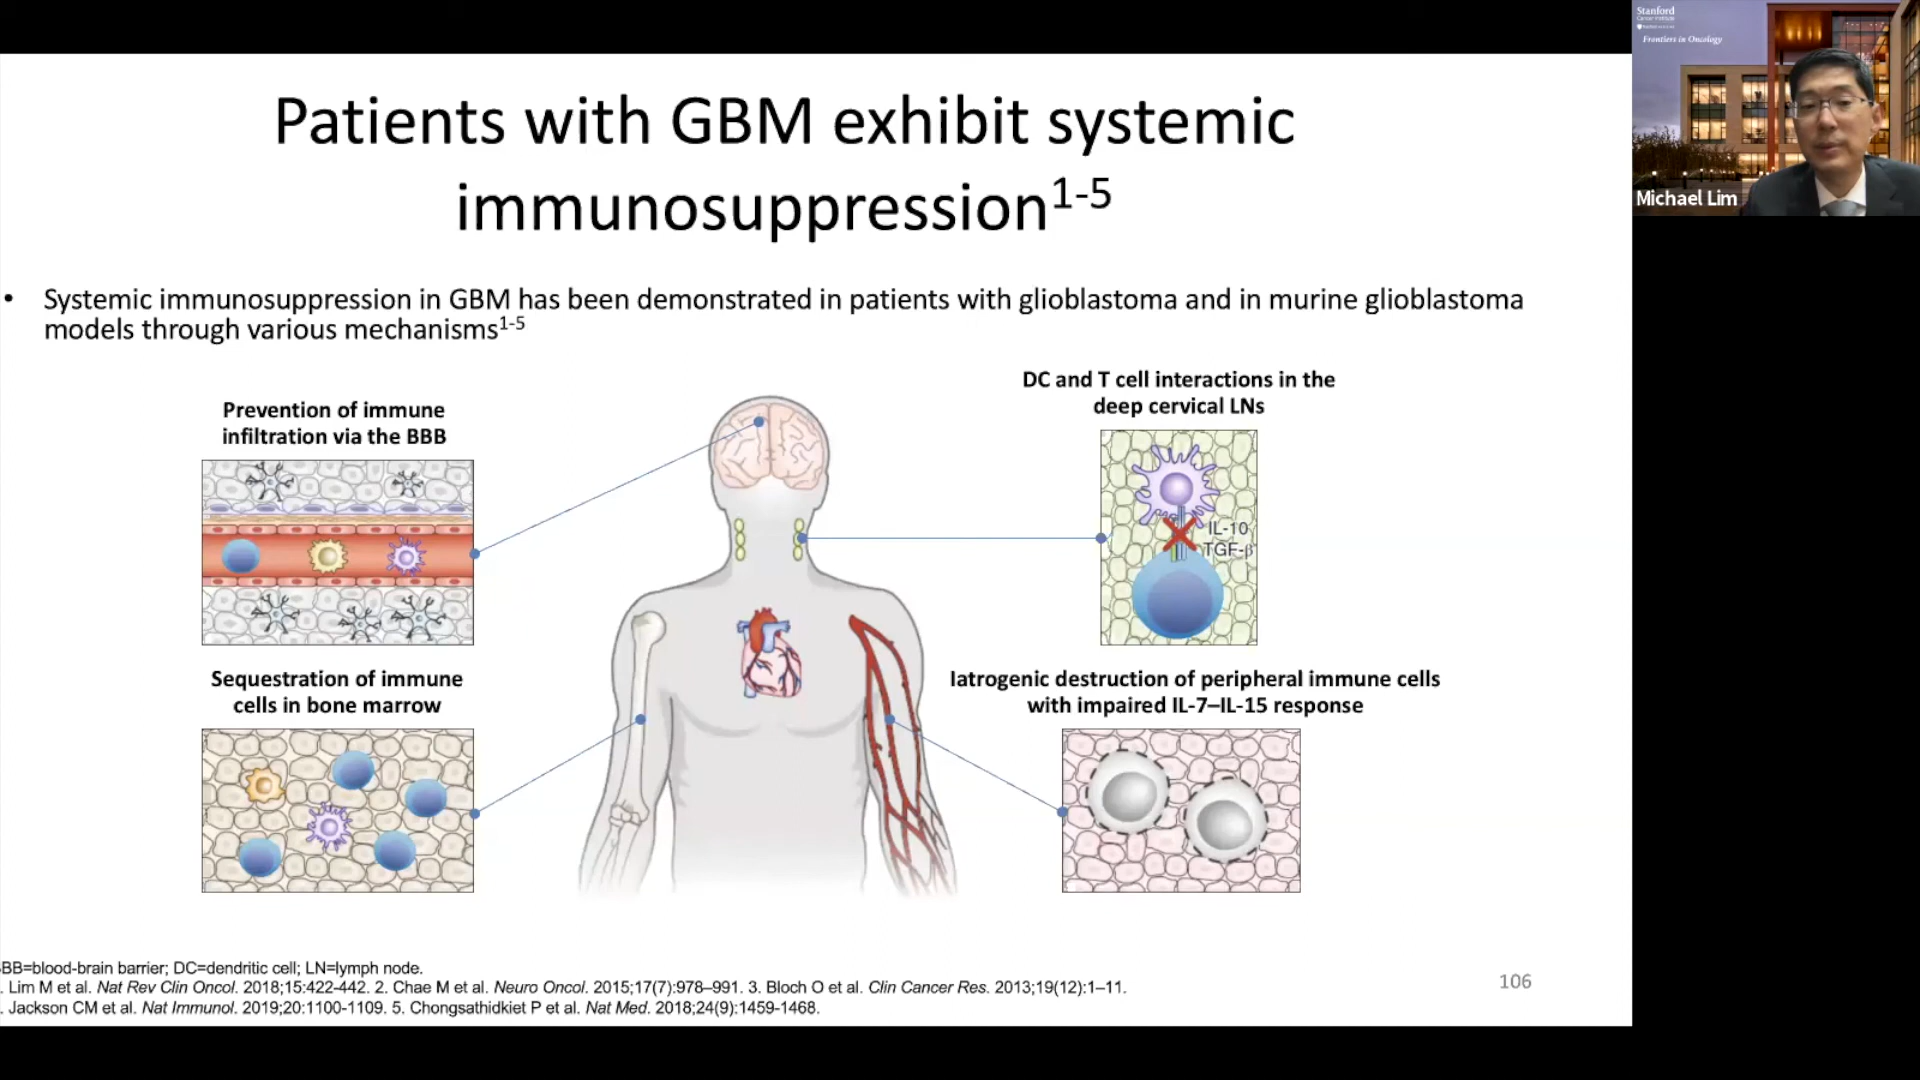 Patients with GBM exhibit systemic
immunosuppression1-5
• Systemic immunosuppression in GBM has been demonstrated in patients with glioblastoma and in murine glioblastoma
models through various mechanisms1-5
Prevention of immune
infiltration via the BBB
DC and T cell interactions in the
deep cervical LNs
IL-10
TGF-β
Sequestration of immune
cells in bone marrow
Iatrogenic destruction of peripheral immune cells
with impaired IL-7–IL-15 response
BB=blood-brain barrier; DC=dendritic cell; LN=lymph node.
. Lim M et al. Nat Rev Clin Oncol. 2018;15:422-442. 2. Chae M et al. Neuro Oncol. 2015;17(7):978–991. 3. Bloch O et al. Clin Cancer Res. 2013;19(12):1–11.
. Jackson CM et al. Nat Immunol. 2019;20:1100-1109. 5. Chongsathidkiet P et al. Nat Med. 2018;24(9):1459-1468.
106
Stanford
Cancer Institute
Frontiers in Oncology
Michael Lim